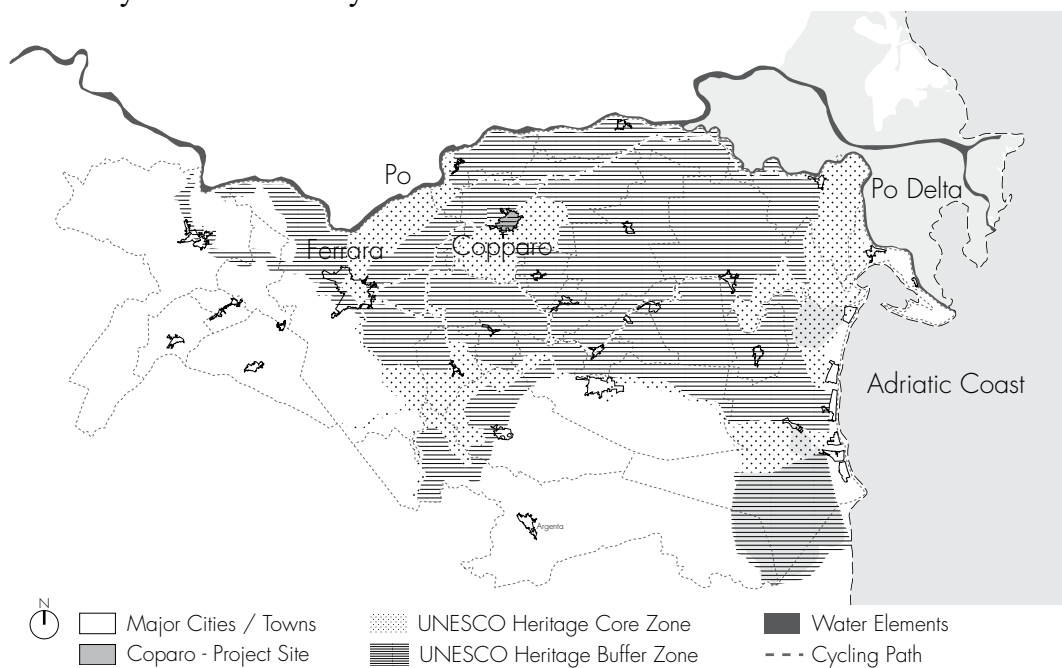 Po
Po Delta
Ferrara
Copparo
Adriatic Coast
Argenta
N
Major Cities / Towns
UNESCO Heritage Core Zone
Water Elements
Coparo - Project Site
UNESCO Heritage Buffer Zone
Cycling Path